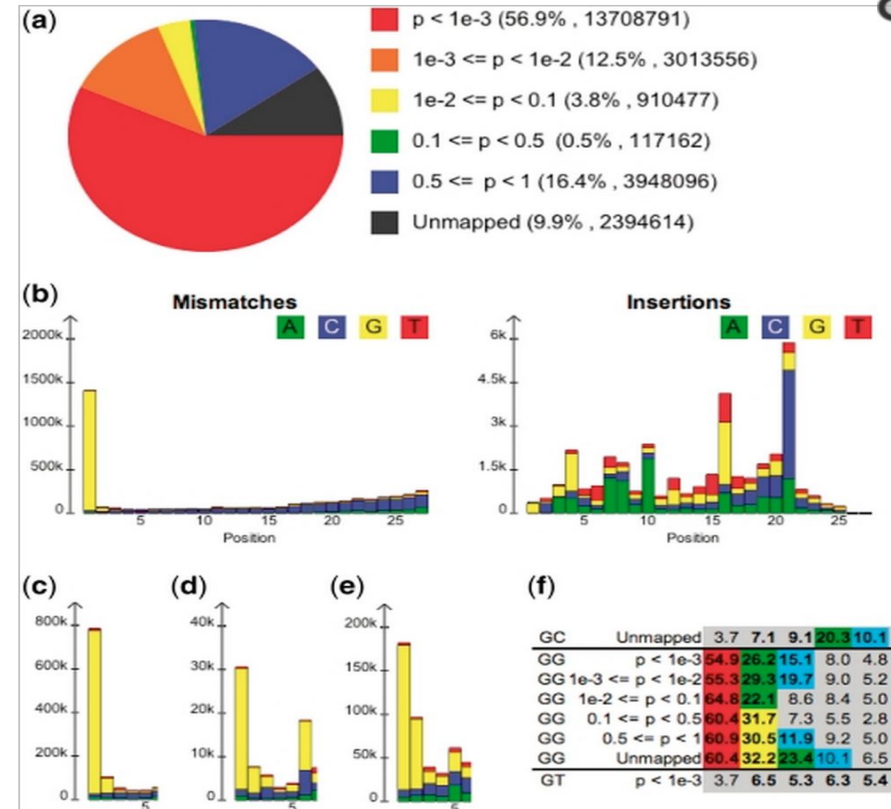 (a)
p < 1e-3 (56.9% , 13708791)
1e-3 <= p < 1e-2 (12.5% , 3013556)
1e-2 <= p < 0.1 (3.8% , 910477)
0.1 <= p < 0.5 (0.5% , 117162)
0.5 <= p < 1 (16.4% , 3948096)
Unmapped (9.9% , 2394614)
(b)
Mismatches
A C G T
2000k
1500k
1000k
500k
0
5 10 15 20 25
Position
Insertions
A C G T
6k
4.5k
3k
1.5k
0
5 10 15 20 25
Position
(c)
800k
600k
400k
200k
0
5
(d)
40k
30k
20k
10k
0
5
(e)
200k
150k
100k
50k
0
5
(f)
GC Unmapped 3.7 7.1 9.1 20.3 10.1
GG p < 1e-3 54.9 26.2 15.1 8.0 4.8
GG 1e-3 <= p < 1e-2 55.3 29.3 19.7 9.0 5.2
GG 1e-2 <= p < 0.1 64.8 22.1 8.6 8.4 5.0
GG 0.1 <= p < 0.5 60.4 31.7 7.3 5.5 2.8
GG 0.5 <= p < 1 60.9 30.5 11.9 9.2 5.0
GG Unmapped 60.4 32.2 23.4 10.1 6.5
GT p < 1e-3 3.7 6.5 5.3 6.3 5.4